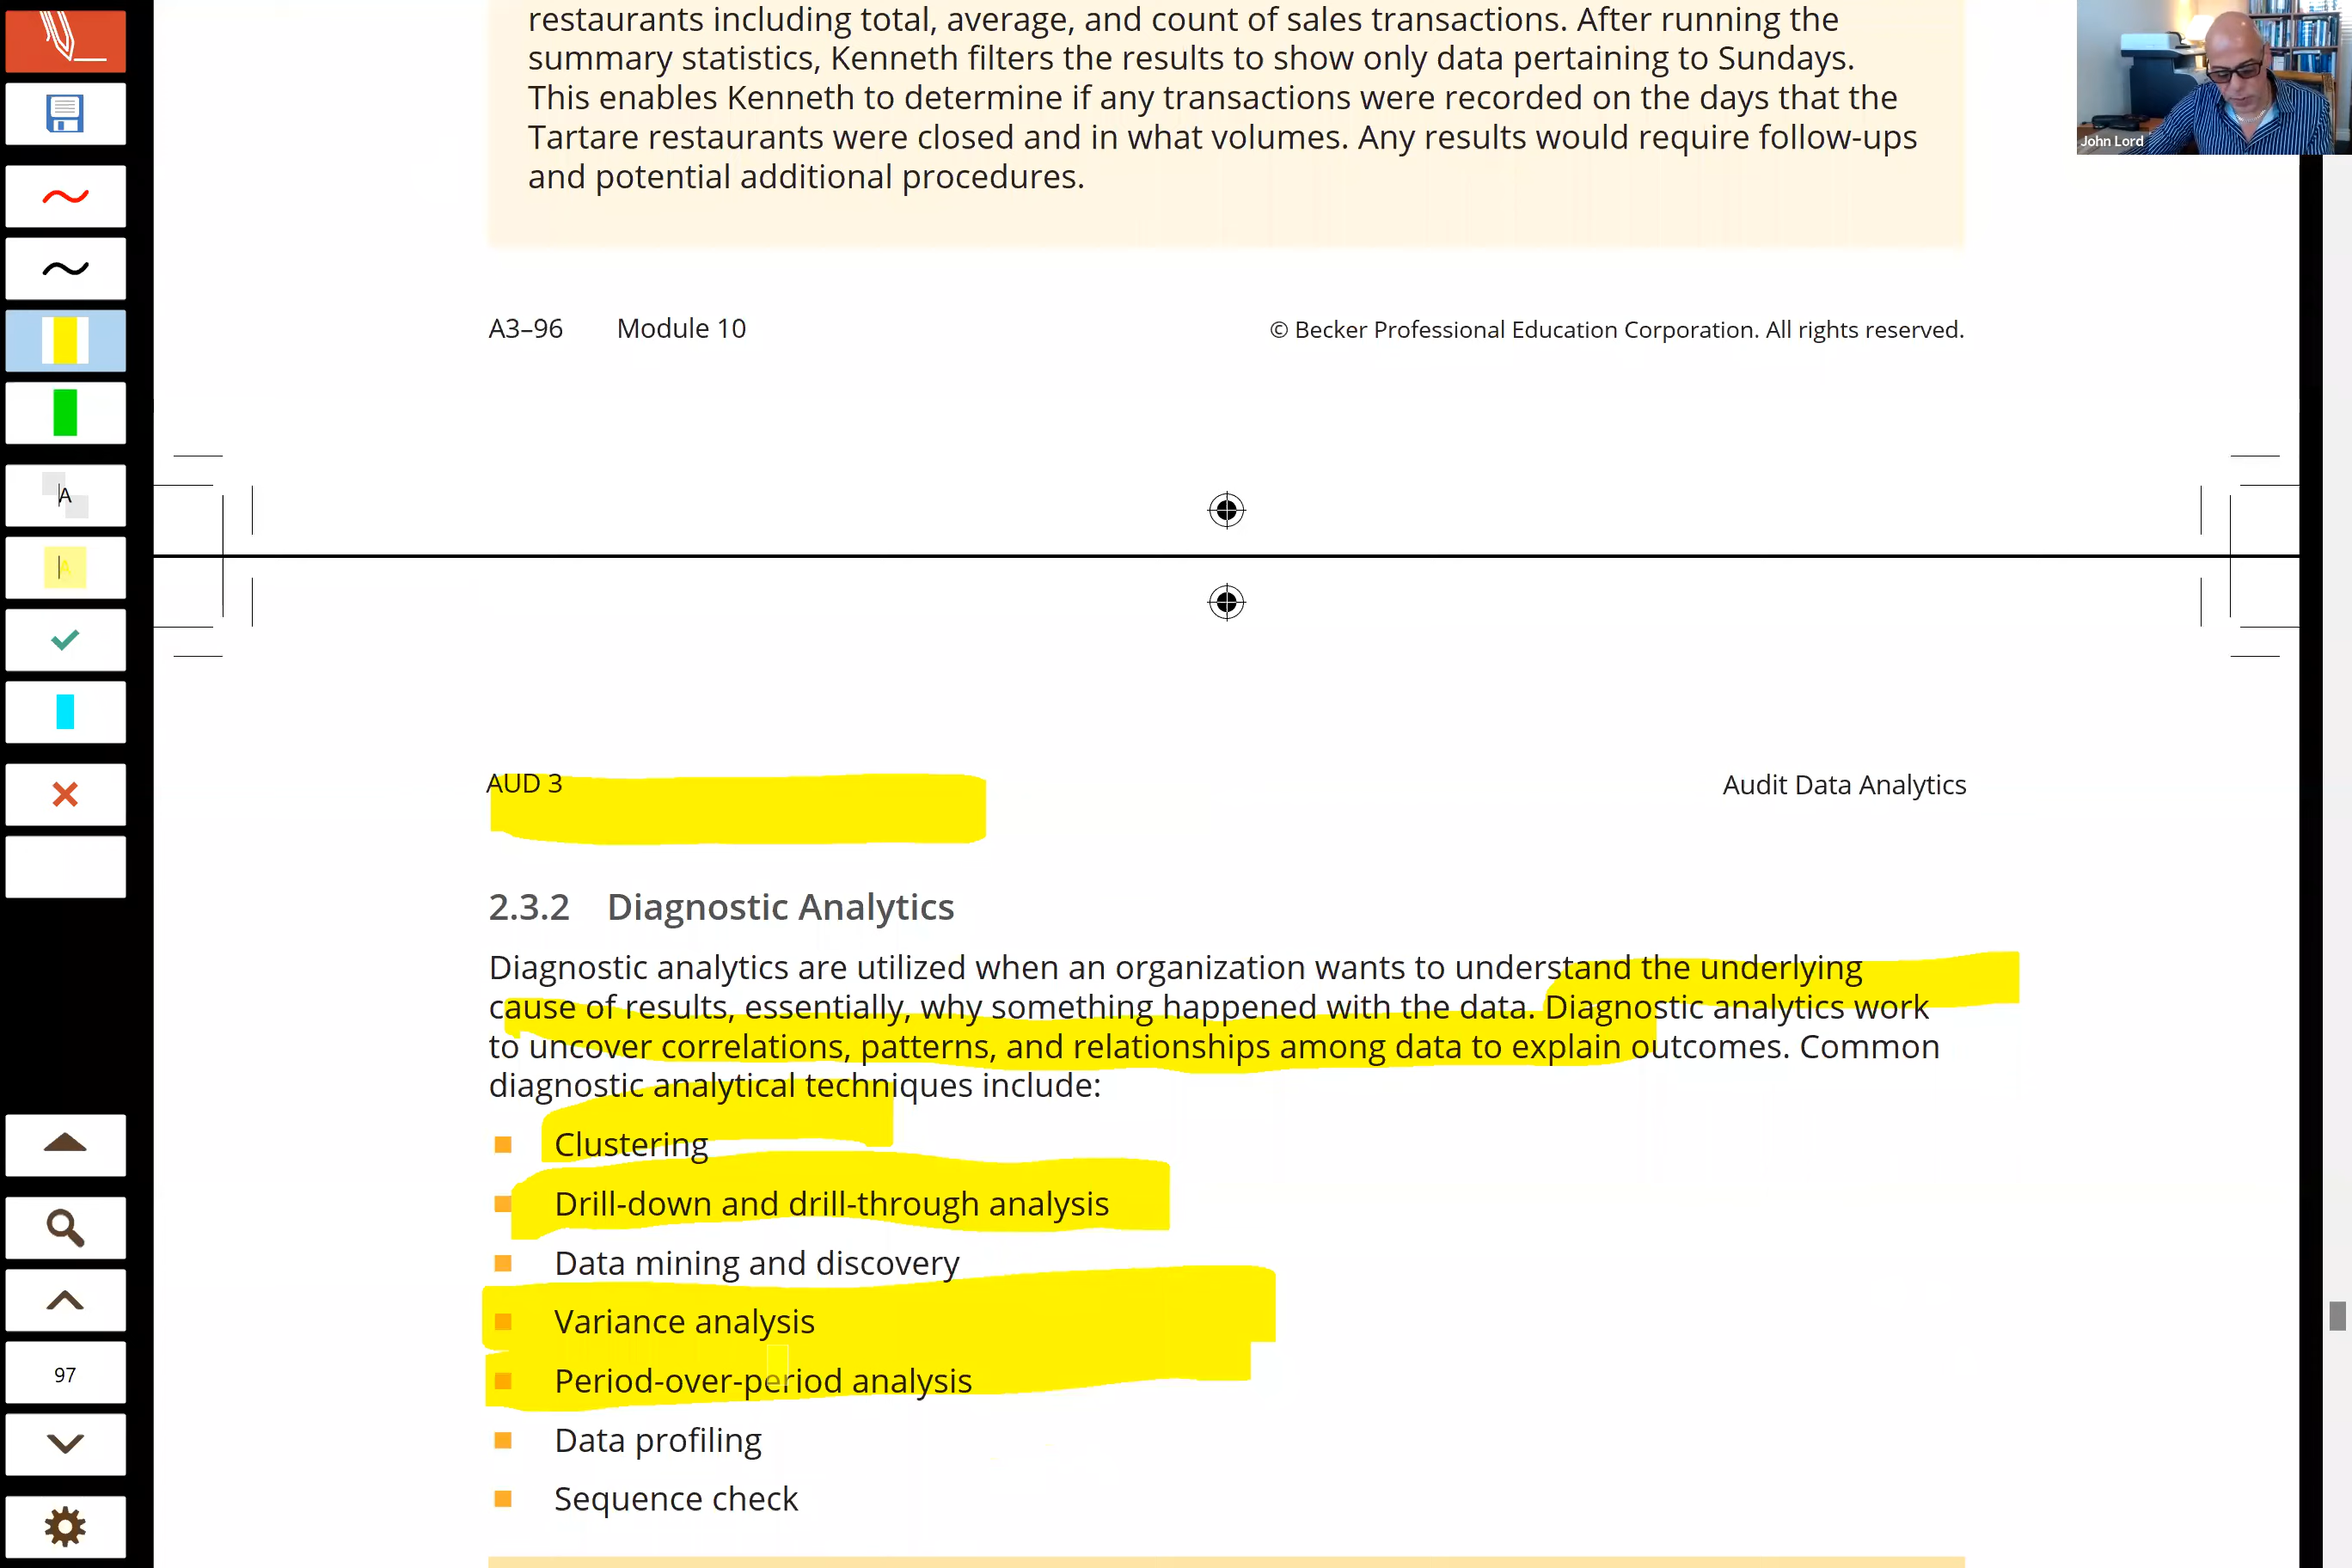 restaurants including total, average, and count of sales transactions. After running the
summary statistics, Kenneth filters the results to show only data pertaining to Sundays.
This enables Kenneth to determine if any transactions were recorded on the days that the
Tartare restaurants were closed and in what volumes. Any results would require follow-ups
and potential additional procedures.
John Lord
A3–96 Module 10 © Becker Professional Education Corporation. All rights reserved.
A
A
AUD 3 Audit Data Analytics
2.3.2 Diagnostic Analytics
Diagnostic analytics are utilized when an organization wants to understand the underlying
cause of results, essentially, why something happened with the data. Diagnostic analytics work
to uncover correlations, patterns, and relationships among data to explain outcomes. Common
diagnostic analytical techniques include:
Clustering
Drill-down and drill-through analysis
Data mining and discovery
Variance analysis
Period-over-period analysis
Data profiling
Sequence check
97